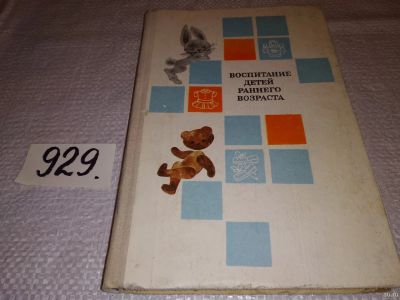 ВОСПИТАНИЕ
ДЕТЕЙ
РАННЕГО
ВОЗРАСТА
929.